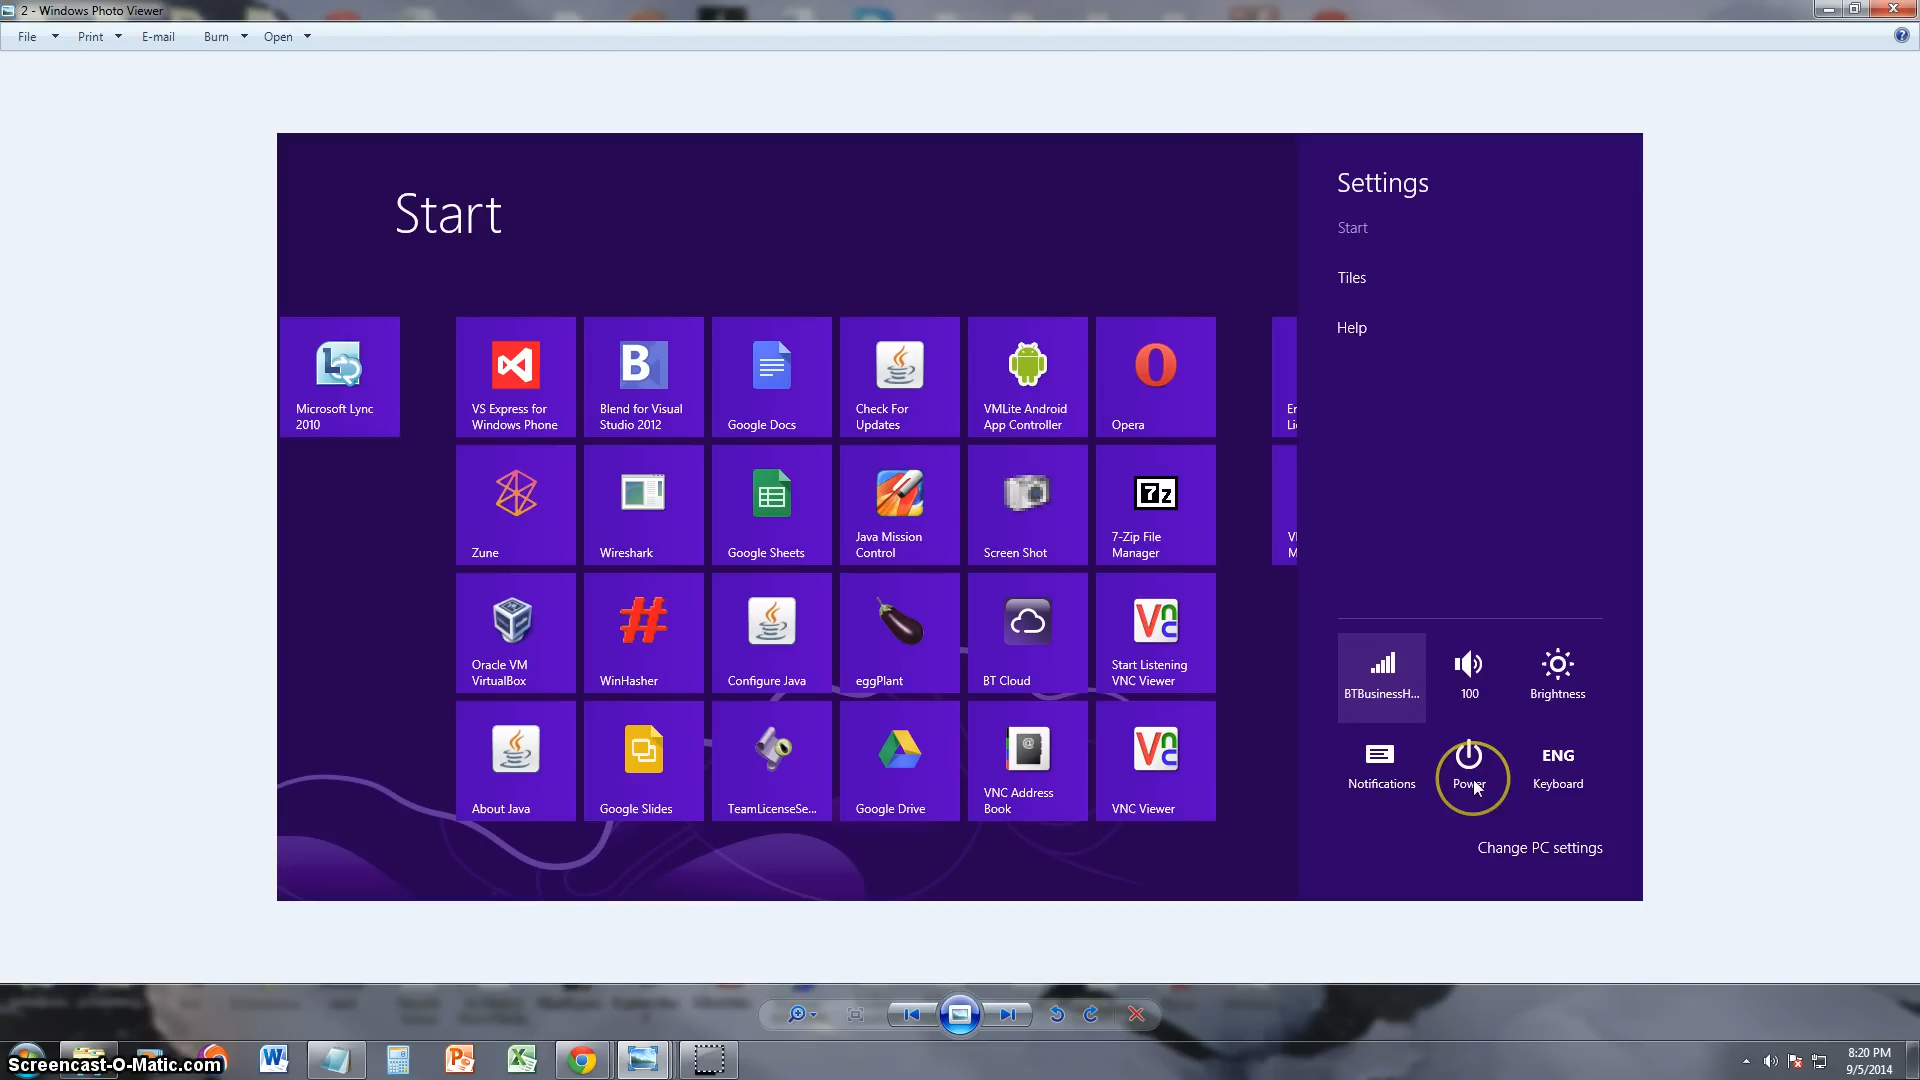 2 - Windows Photo Viewer
File Print E-mail Burn Open
Start
Settings
Start
Tiles
Help
Microsoft Lync
2010
VS Express for
Windows Phone
Blend for Visual
Studio 2012
Google Docs
Check For
Updates
VMLite Android
App Controller
Opera
Zune
Wireshark
Google Sheets
Java Mission
Control
Screen Shot
7z
7-Zip File
Manager
Oracle VM
VirtualBox
WinHasher
Configure Java
eggPlant
BT Cloud
Start Listening
VNC Viewer
About Java
Google Slides
TeamLicenseSe...
Google Drive
VNC Address
Book
VNC Viewer
BTBusinessH...
100
Brightness
Notifications
Power
ENG
Keyboard
Change PC settings
Screencast-O-Matic.com
8:20 PM
9/5/2014